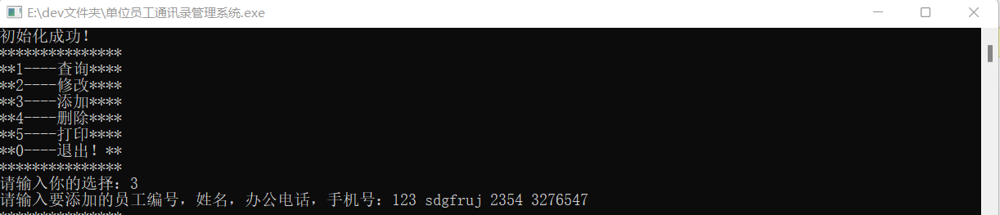 E:\dev文件夹\单位员工通讯录管理系统.exe
初始化成功!
***************
**1----查询****
**2----修改****
**3----添加****
**4----删除****
**5----打印****
**0----退出! **
***************
请输入你的选择: 3
请输入要添加的员工编号, 姓名, 办公电话, 手机号: 123 sdgfruj 2354 3276547
***************